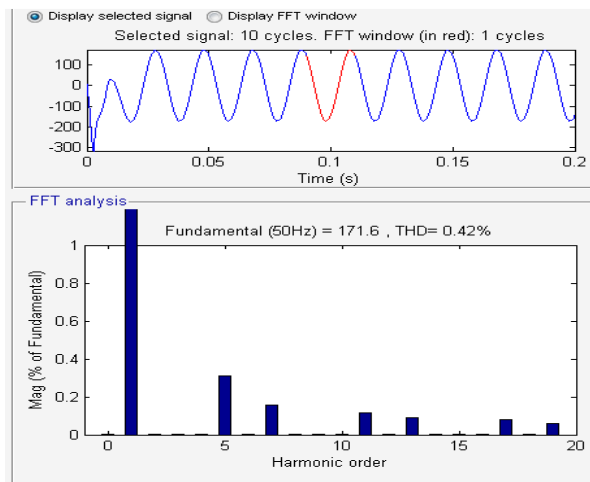 Display selected signal Display FFT window
Selected signal: 10 cycles. FFT window (in red): 1 cycles
100
0
-100
-200
-300
0 0.05 0.1 0.15 0.2
Time (s)
FFT analysis
Fundamental (50Hz) = 171.6 , THD= 0.42%
1
0.8
0.6
0.4
0.2
0
Mag (% of Fundamental)
0 5 10 15 20
Harmonic order